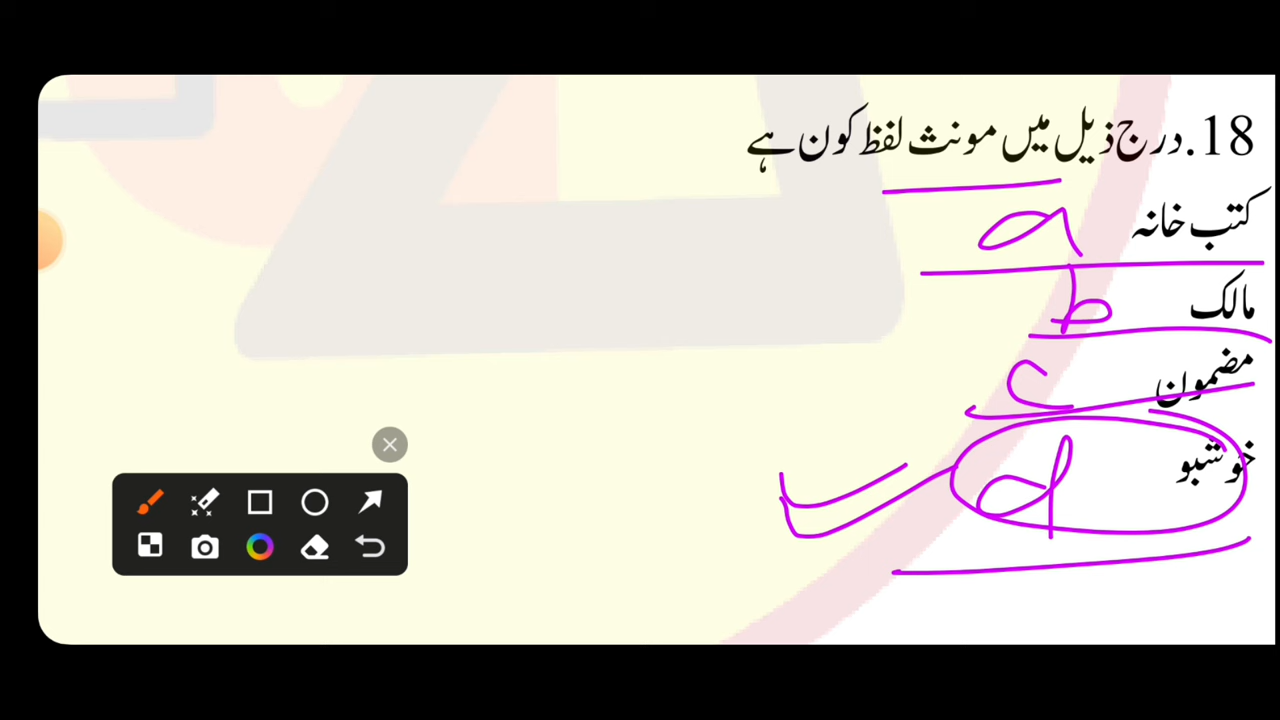 18.درج ذیل میں مونث لفظ کون ہے
کتب خانہ a
مالک b
مضمون c
خوشبو d